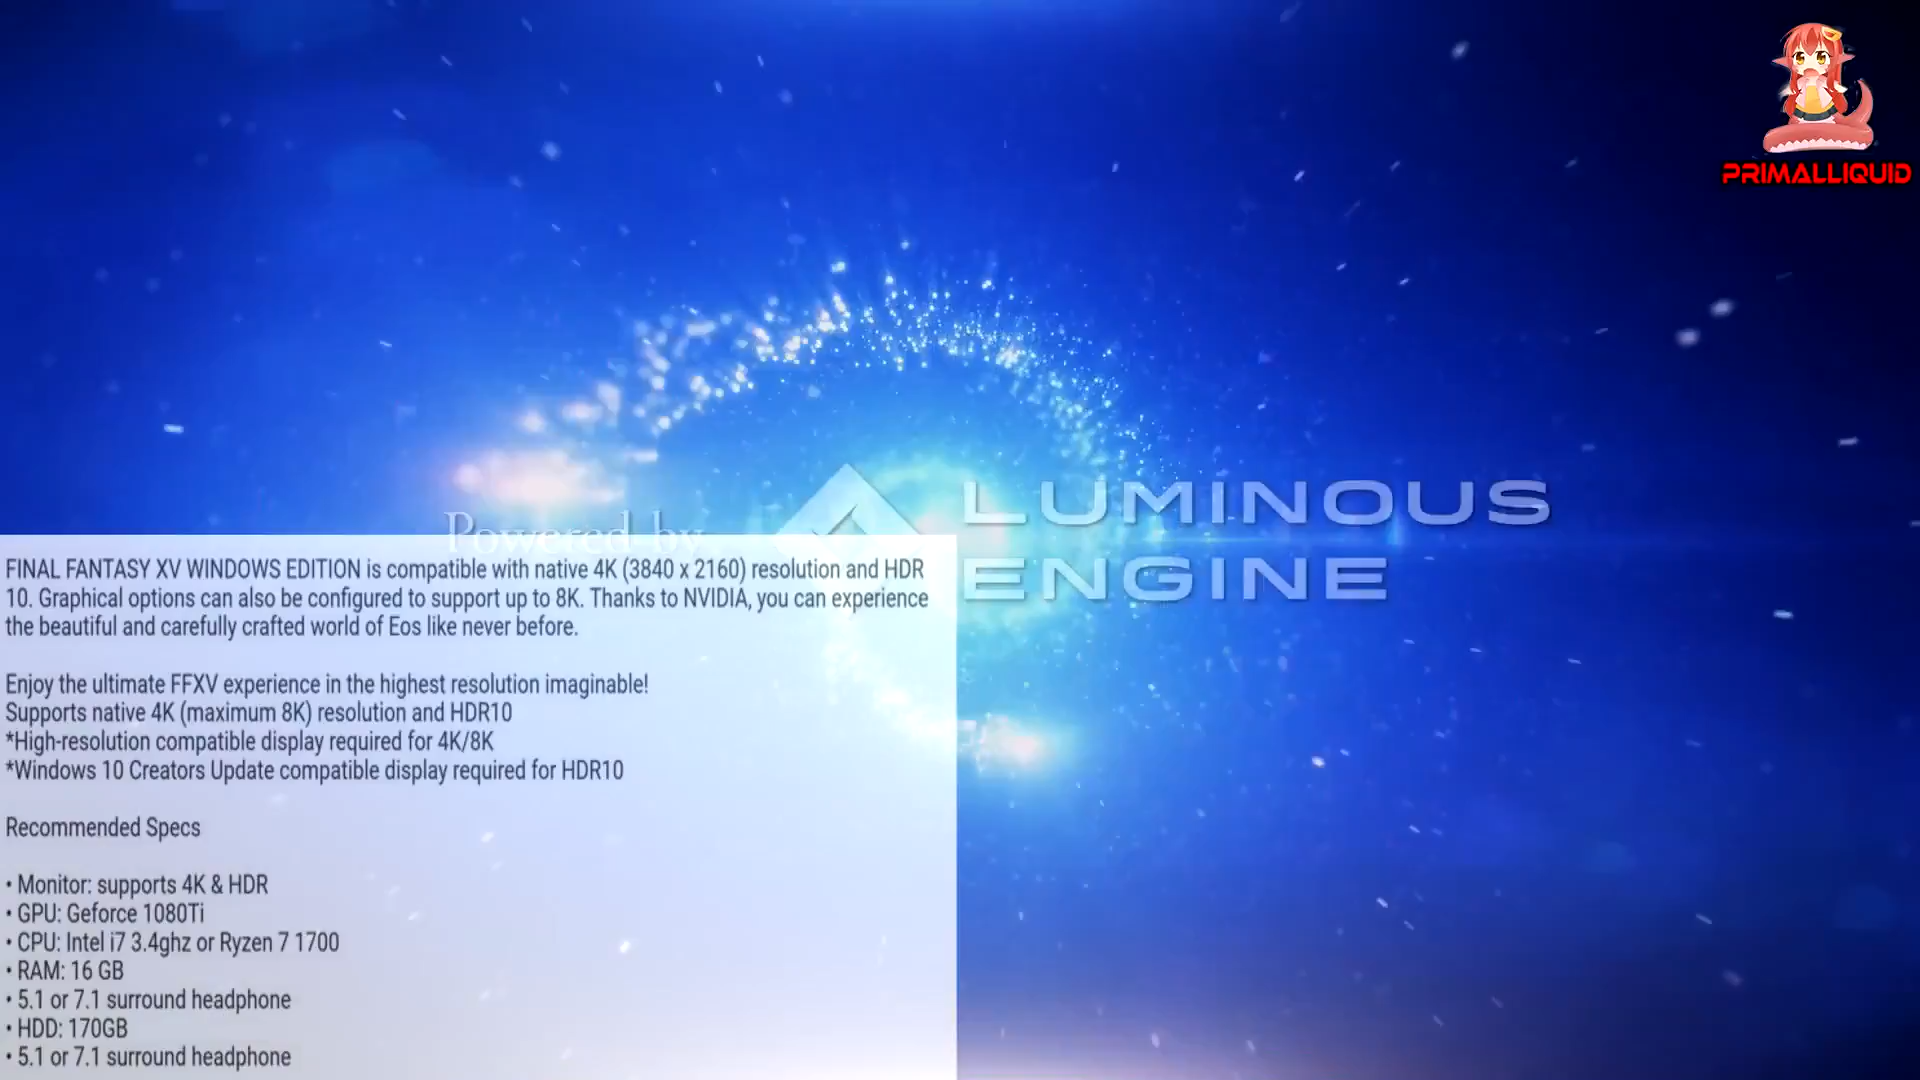 PRIMALLIQUID
Powered by
LUMINOUS
ENGINE
FINAL FANTASY XV WINDOWS EDITION is compatible with native 4K (3840 x 2160) resolution and HDR
10. Graphical options can also be configured to support up to 8K. Thanks to NVIDIA, you can experience
the beautiful and carefully crafted world of Eos like never before.
Enjoy the ultimate FFXV experience in the highest resolution imaginable!
Supports native 4K (maximum 8K) resolution and HDR10
*High-resolution compatible display required for 4K/8K
*Windows 10 Creators Update compatible display required for HDR10
Recommended Specs
• Monitor: supports 4K & HDR
• GPU: Geforce 1080Ti
• CPU: Intel i7 3.4ghz or Ryzen 7 1700
• RAM: 16 GB
• 5.1 or 7.1 surround headphone
• HDD: 170GB
• 5.1 or 7.1 surround headphone